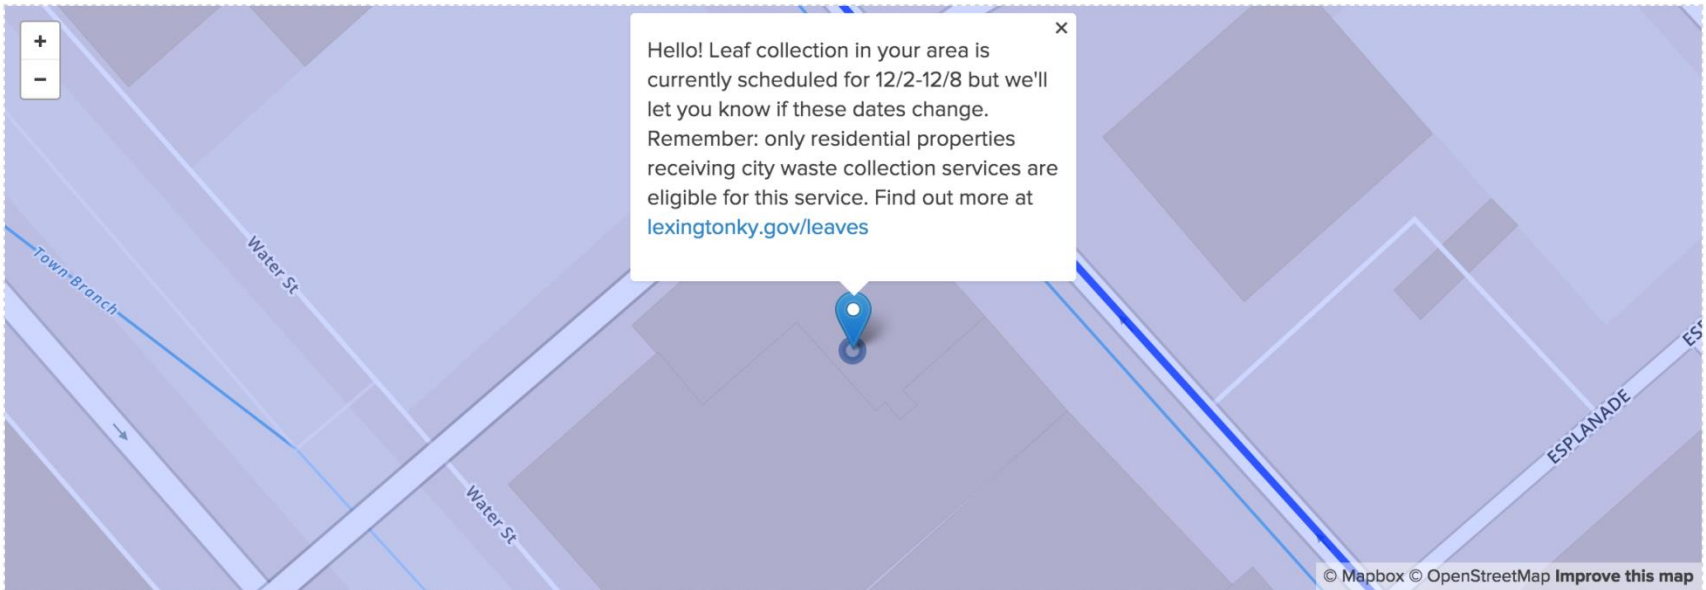 +
−
×
Hello! Leaf collection in your area is
currently scheduled for 12/2-12/8 but we'll
let you know if these dates change.
Remember: only residential properties
receiving city waste collection services are
eligible for this service. Find out more at
lexingtonky.gov/leaves
Water St
Town Branch
Water St
ESPLANADE
© Mapbox © OpenStreetMap Improve this map